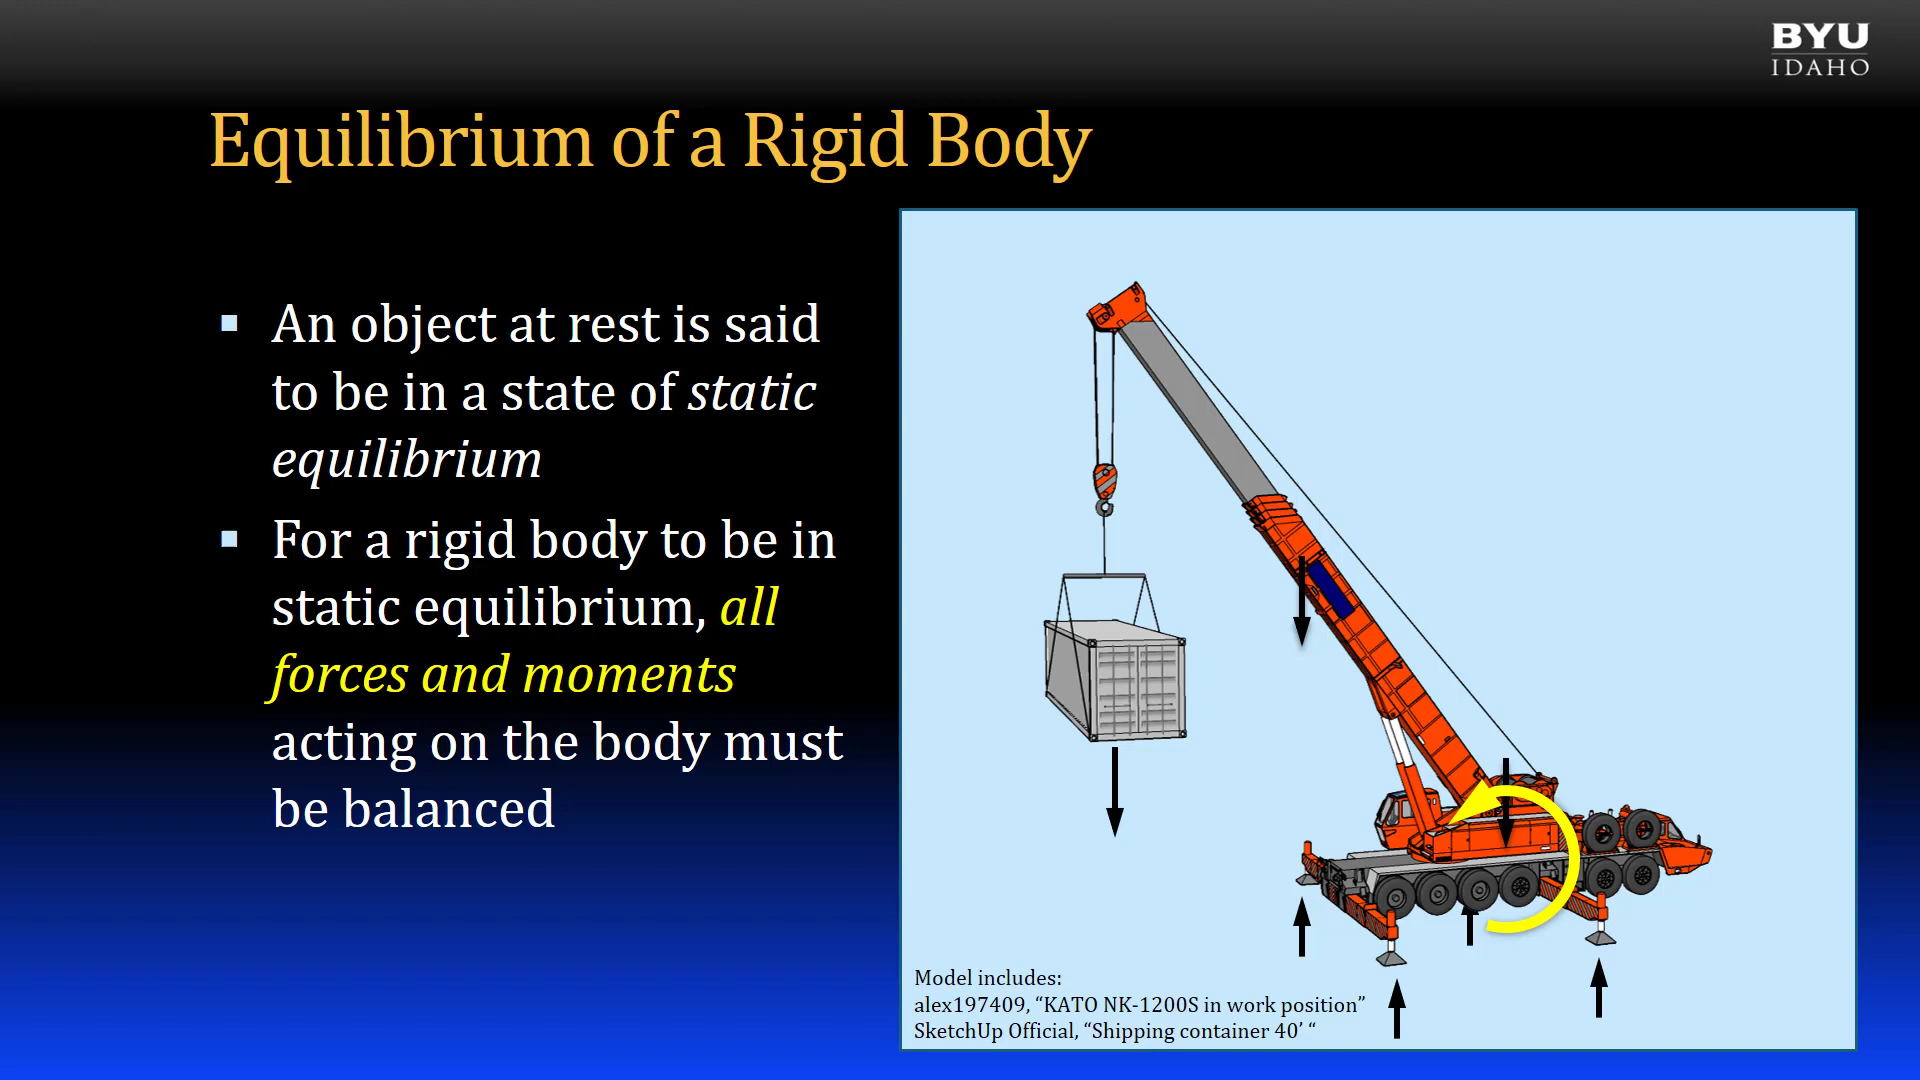 BYU
IDAHO
Equilibrium of a Rigid Body
An object at rest is said
to be in a state of static
equilibrium
For a rigid body to be in
static equilibrium, all
forces and moments
acting on the body must
be balanced
Model includes:
alex197409, “KATO NK-1200S in work position”
SketchUp Official, “Shipping container 40’ “